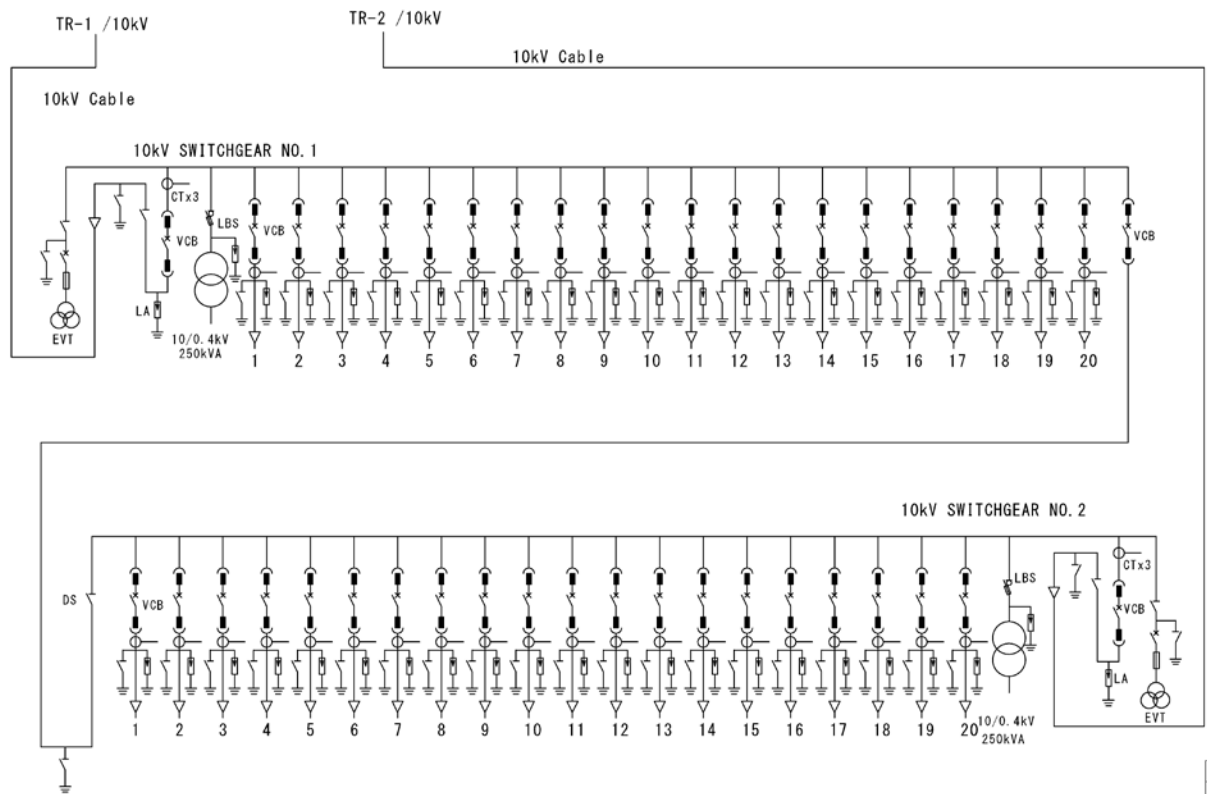 TR-1 /10kV
TR-2 /10kV
10kV Cable
10kV Cable
10kV SWITCHGEAR NO.1
CTx3
LBS
VCB
VCB
VCB
LA
EVT
10/0.4kV
250kVA
1 2 3 4 5 6 7 8 9 10 11 12 13 14 15 16 17 18 19 20
10kV SWITCHGEAR NO.2
DS
VCB
LBS
CTx3
VCB
LA
EVT
1 2 3 4 5 6 7 8 9 10 11 12 13 14 15 16 17 18 19 20
10/0.4kV
250kVA